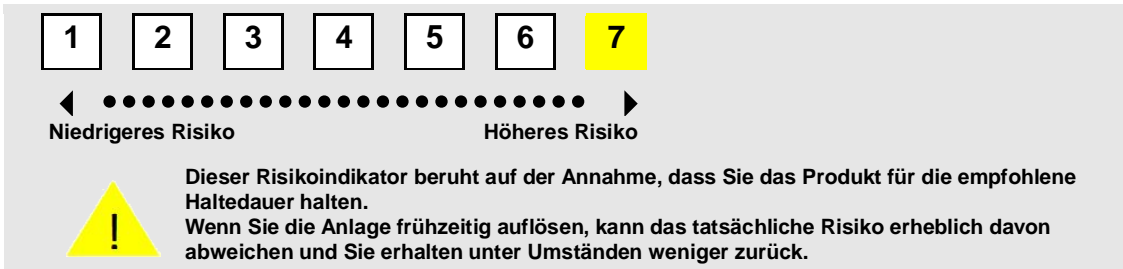 1 2 3 4 5 6 7
Niedrigeres Risiko Höheres Risiko
Dieser Risikoindikator beruht auf der Annahme, dass Sie das Produkt für die empfohlene
Haltedauer halten.
Wenn Sie die Anlage frühzeitig auflösen, kann das tatsächliche Risiko erheblich davon
abweichen und Sie erhalten unter Umständen weniger zurück.
!